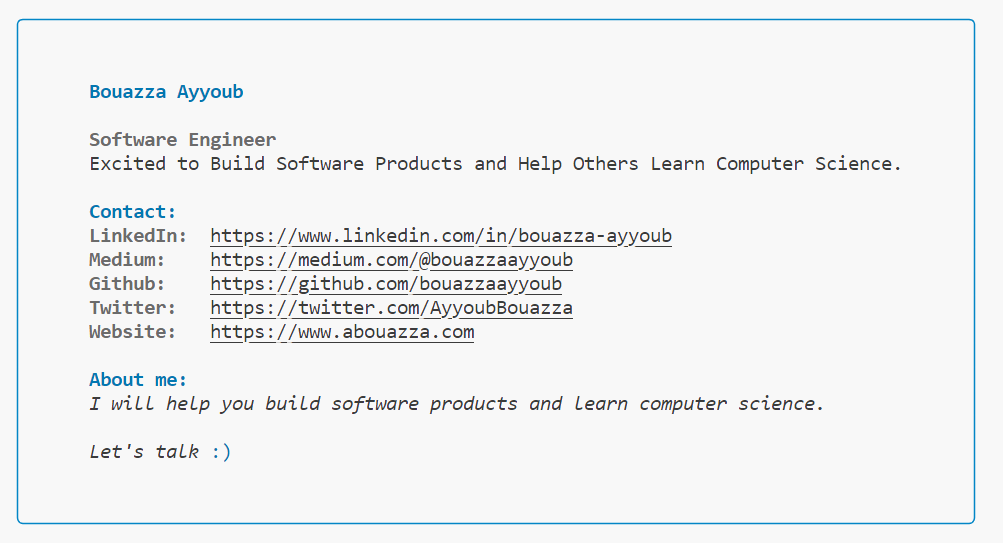 Bouazza Ayyoub
Software Engineer
Excited to Build Software Products and Help Others Learn Computer Science.
Contact:
LinkedIn: https://www.linkedin.com/in/bouazza-ayyoub
Medium: https://medium.com/@bouazzaayyoub
Github: https://github.com/bouazzaayyoub
Twitter: https://twitter.com/AyyoubBouazza
Website: https://www.abouazza.com
About me:
I will help you build software products and learn computer science.
Let's talk :)